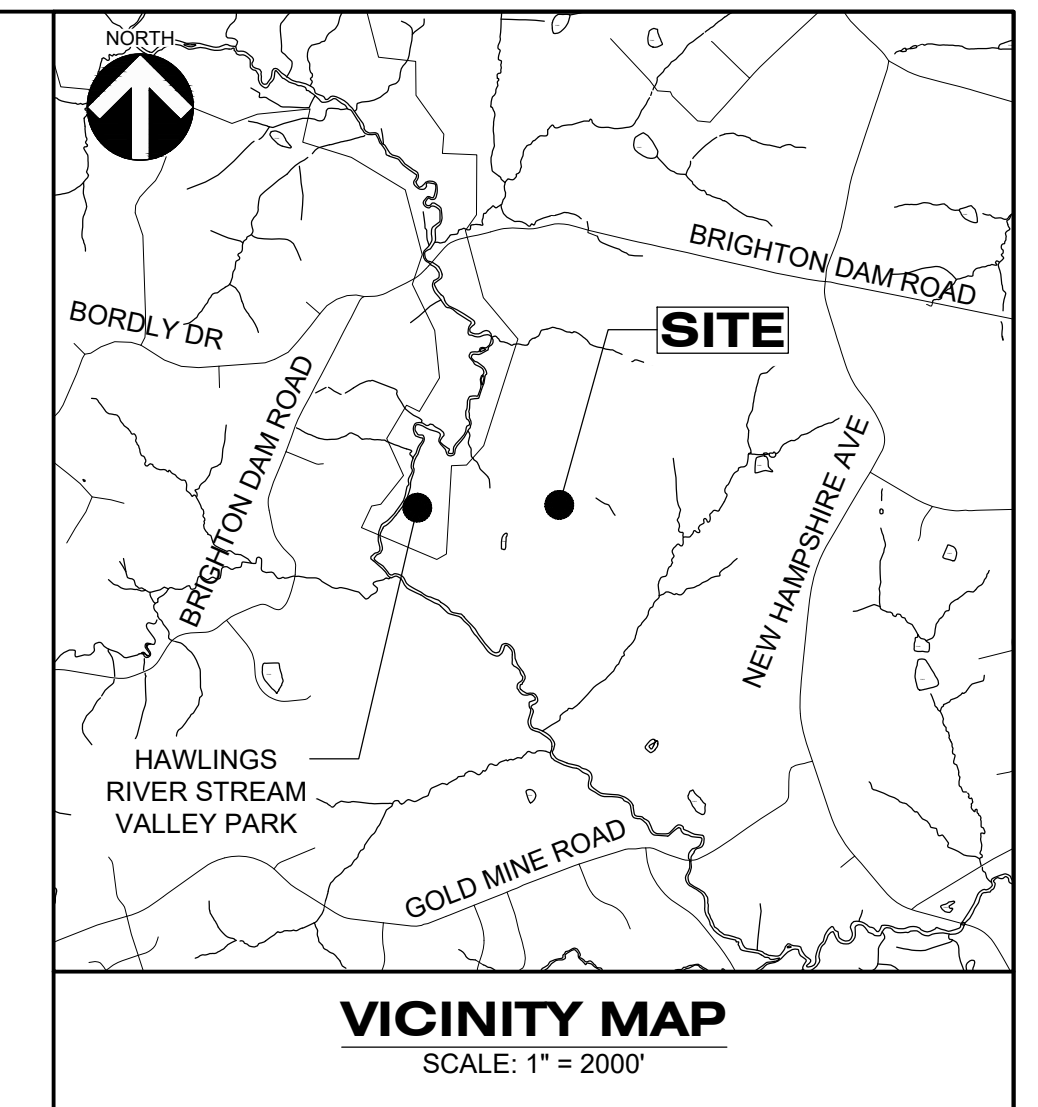 NORTH
BRIGHTON DAM ROAD
BORDLY DR
SITE
BRIGHTON DAM ROAD
NEW HAMPSHIRE AVE
HAWLINGS
RIVER STREAM
VALLEY PARK
GOLD MINE ROAD
VICINITY MAP
SCALE: 1" = 2000'